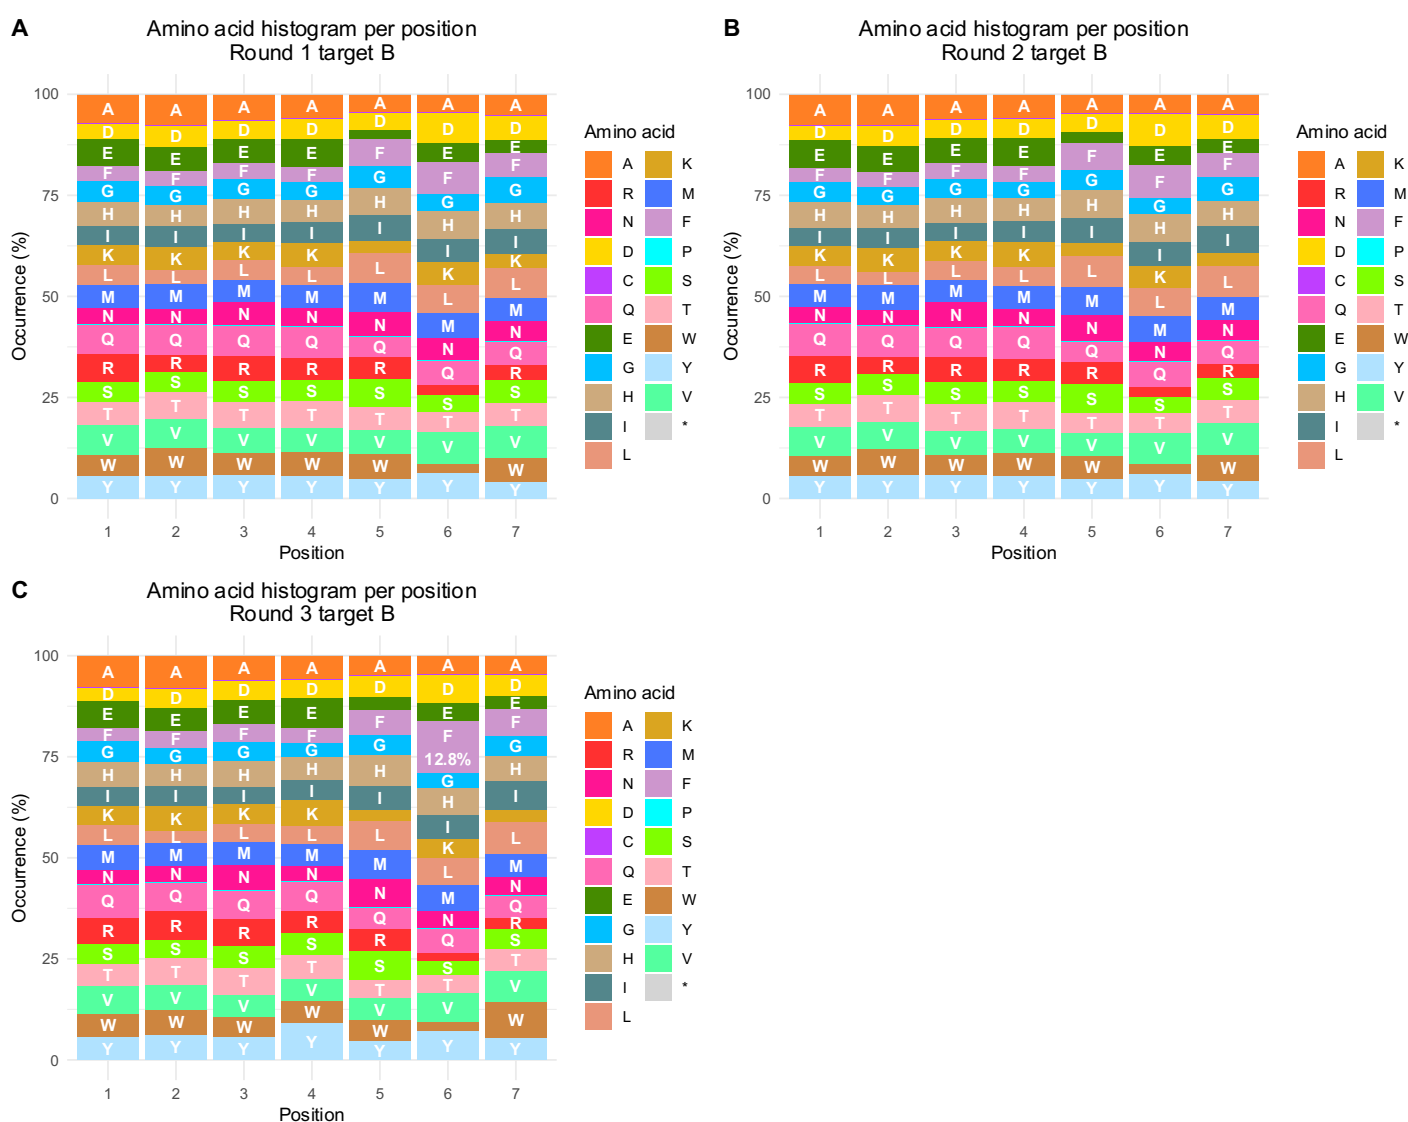 A
Amino acid histogram per position
Round 1 target B
Occurrence (%)
100
75
50
25
0
A D E F G H I K L M N Q R S T V W Y
A D E F G H I K L M N Q R S T V W Y
A D E F G H I K L M N Q R S T V W Y
A D E F G H I K L M N Q R S T V W Y
A D F G H I L M N Q R S T V W Y
A D E F G H I K L M N Q S T V Y
A D E F G H I K L M N Q R S T V W Y
1 2 3 4 5 6 7
Position
Amino acid
A K
R M
N F
D P
C S
Q T
E W
G Y
H V
I *
L
B
Amino acid histogram per position
Round 2 target B
Occurrence (%)
100
75
50
25
0
A D E F G H I K L M N Q R S T V W Y
A D E F G H I K L M N Q R S T V W Y
A D E F G H I K L M N Q R S T V W Y
A D E F G H I K L M N Q R S T V W Y
A D F G H I L M N Q R S T V W Y
A D E F G H I K L M N Q S T V Y
A D E F G H I L M N Q R S T V W Y
1 2 3 4 5 6 7
Position
Amino acid
A K
R M
N F
D P
C S
Q T
E W
G Y
H V
I *
L
C
Amino acid histogram per position
Round 3 target B
Occurrence (%)
100
75
50
25
0
A D E F G H I K L M N Q R S T V W Y
A D E F G H I K L M N Q R S T V W Y
A D E F G H I K L M N Q R S T V W Y
A D E F G H I K L M N Q R S T V W Y
A D F G H I L M N Q R S T V W Y
A D E F 12.8% G H I K L M N Q S T V Y
A D E F G H I L M N Q R S T V W Y
1 2 3 4 5 6 7
Position
Amino acid
A K
R M
N F
D P
C S
Q T
E W
G Y
H V
I *
L